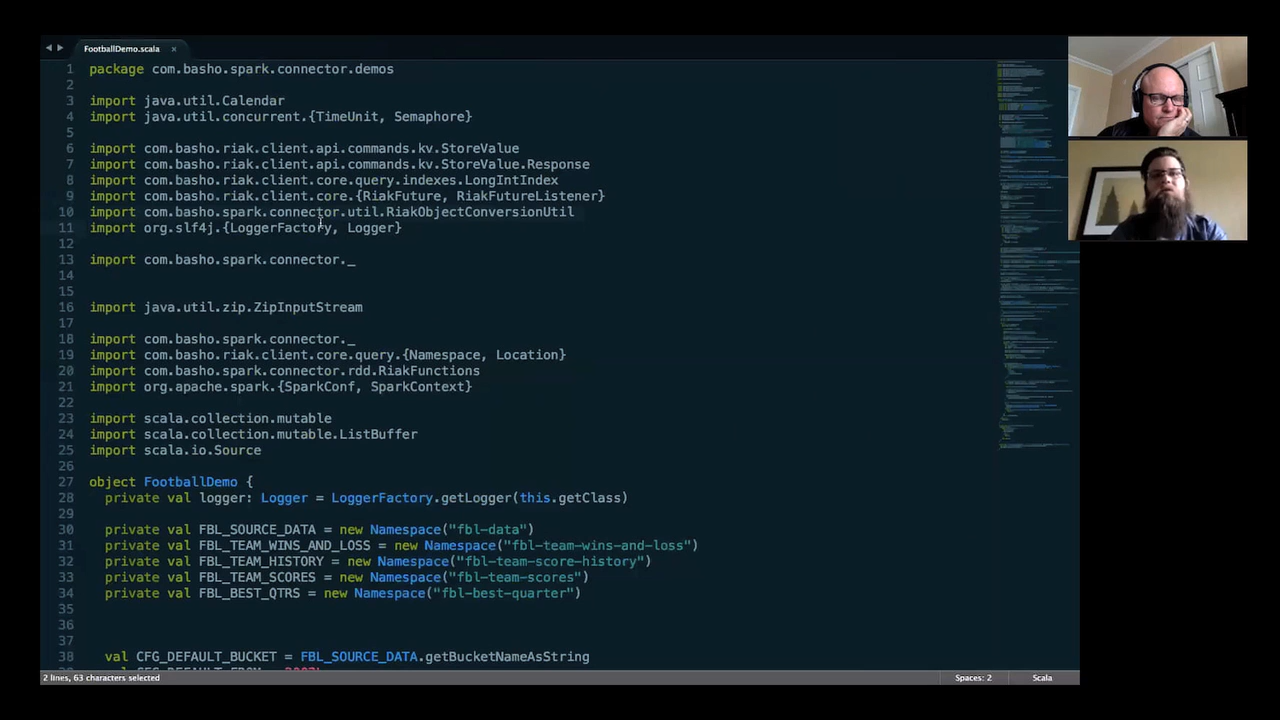 FootballDemo.scala ×
1 package com.basho.spark.connector.demos
2
3 import java.util.Calendar
4 import java.util.concurrent.{TimeUnit, Semaphore}
5
6 import com.basho.riak.client.api.commands.kv.StoreValue
7 import com.basho.riak.client.api.commands.kv.StoreValue.Response
8 import com.basho.riak.client.core.query.indexes.LongIntIndex
9 import com.basho.riak.client.core.{RiakFuture, RiakFutureListener}
10 import com.basho.spark.connector.util.RiakObjectConversionUtil
11 import org.slf4j.{LoggerFactory, Logger}
12
13 import com.basho.spark.connector._
14
15
16 import java.util.zip.ZipInputStream
17
18 import com.basho.spark.connector._
19 import com.basho.riak.client.core.query.{Namespace, Location}
20 import com.basho.spark.connector.rdd.RiakFunctions
21 import org.apache.spark.{SparkConf, SparkContext}
22
23 import scala.collection.mutable
24 import scala.collection.mutable.ListBuffer
25 import scala.io.Source
26
27 object FootballDemo {
28 private val logger: Logger = LoggerFactory.getLogger(this.getClass)
29
30 private val FBL_SOURCE_DATA = new Namespace("fbl-data")
31 private val FBL_TEAM_WINS_AND_LOSS = new Namespace("fbl-team-wins-and-loss")
32 private val FBL_TEAM_HISTORY = new Namespace("fbl-team-score-history")
33 private val FBL_TEAM_SCORES = new Namespace("fbl-team-scores")
34 private val FBL_BEST_QTRS = new Namespace("fbl-best-quarter")
35
36
37
38 val CFG_DEFAULT_BUCKET = FBL_SOURCE_DATA.getBucketNameAsString
2 lines, 63 characters selected Spaces: 2 Scala